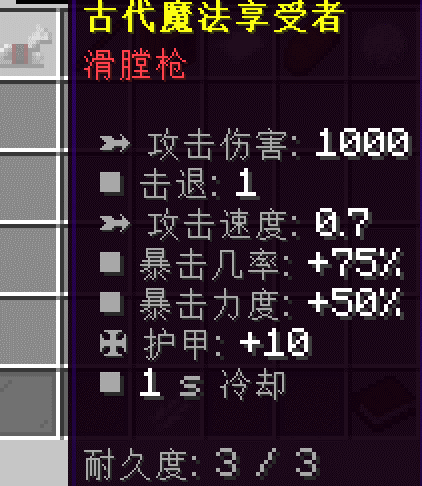 古代魔法享受者
滑膛枪
攻击伤害: 1000
击退: 1
攻击速度: 0.7
暴击几率: +75%
暴击力度: +50%
护甲: +10
1 s 冷却
耐久度: 3 / 3